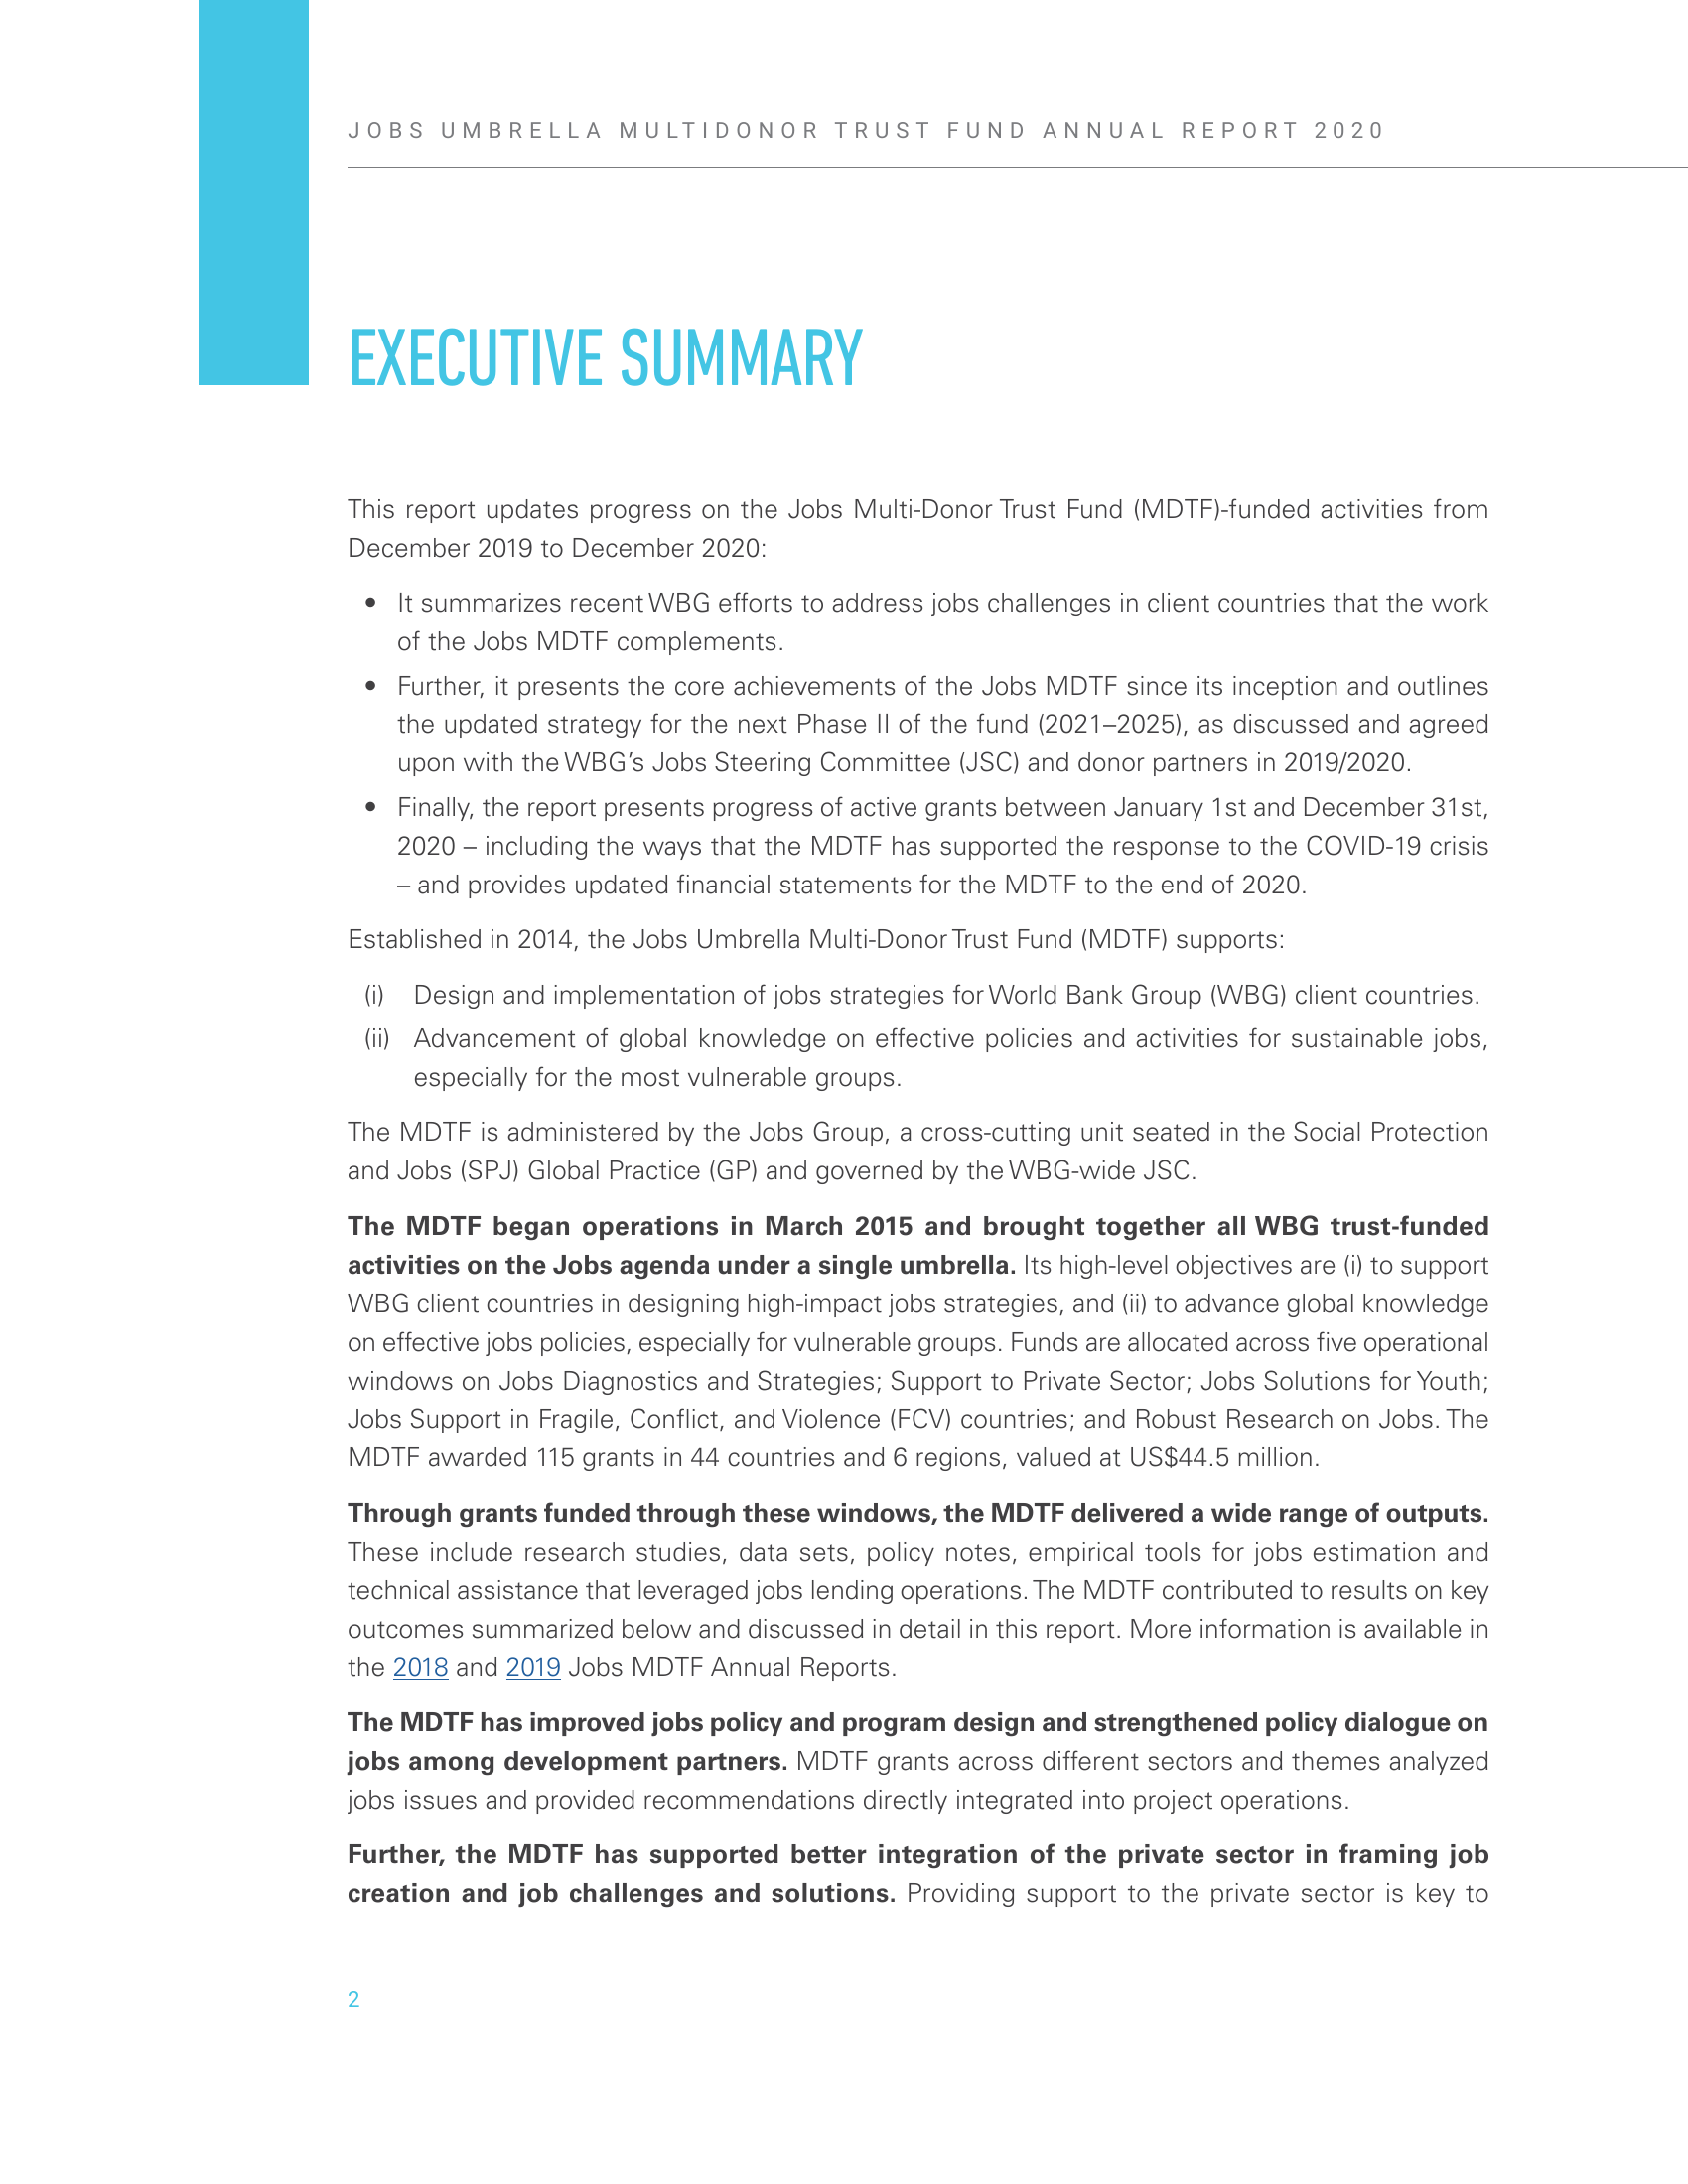 JOBS UMBRELLA MULTIDONOR TRUST FUND ANNUAL REPORT 2020
EXECUTIVE SUMMARY
This report updates progress on the Jobs Multi-Donor Trust Fund (MDTF)-funded activities from
December 2019 to December 2020:
• It summarizes recent WBG efforts to address jobs challenges in client countries that the work
of the Jobs MDTF complements.
• Further, it presents the core achievements of the Jobs MDTF since its inception and outlines
the updated strategy for the next Phase II of the fund (2021–2025), as discussed and agreed
upon with the WBG’s Jobs Steering Committee (JSC) and donor partners in 2019/2020.
• Finally, the report presents progress of active grants between January 1st and December 31st,
2020 – including the ways that the MDTF has supported the response to the COVID-19 crisis
– and provides updated financial statements for the MDTF to the end of 2020.
Established in 2014, the Jobs Umbrella Multi-Donor Trust Fund (MDTF) supports:
(i) Design and implementation of jobs strategies for World Bank Group (WBG) client countries.
(ii) Advancement of global knowledge on effective policies and activities for sustainable jobs,
especially for the most vulnerable groups.
The MDTF is administered by the Jobs Group, a cross-cutting unit seated in the Social Protection
and Jobs (SPJ) Global Practice (GP) and governed by the WBG-wide JSC.
The MDTF began operations in March 2015 and brought together all WBG trust-funded
activities on the Jobs agenda under a single umbrella. Its high-level objectives are (i) to support
WBG client countries in designing high-impact jobs strategies, and (ii) to advance global knowledge
on effective jobs policies, especially for vulnerable groups. Funds are allocated across five operational
windows on Jobs Diagnostics and Strategies; Support to Private Sector; Jobs Solutions for Youth;
Jobs Support in Fragile, Conflict, and Violence (FCV) countries; and Robust Research on Jobs. The
MDTF awarded 115 grants in 44 countries and 6 regions, valued at US$44.5 million.
Through grants funded through these windows, the MDTF delivered a wide range of outputs.
These include research studies, data sets, policy notes, empirical tools for jobs estimation and
technical assistance that leveraged jobs lending operations. The MDTF contributed to results on key
outcomes summarized below and discussed in detail in this report. More information is available in
the 2018 and 2019 Jobs MDTF Annual Reports.
The MDTF has improved jobs policy and program design and strengthened policy dialogue on
jobs among development partners. MDTF grants across different sectors and themes analyzed
jobs issues and provided recommendations directly integrated into project operations.
Further, the MDTF has supported better integration of the private sector in framing job
creation and job challenges and solutions. Providing support to the private sector is key to
2